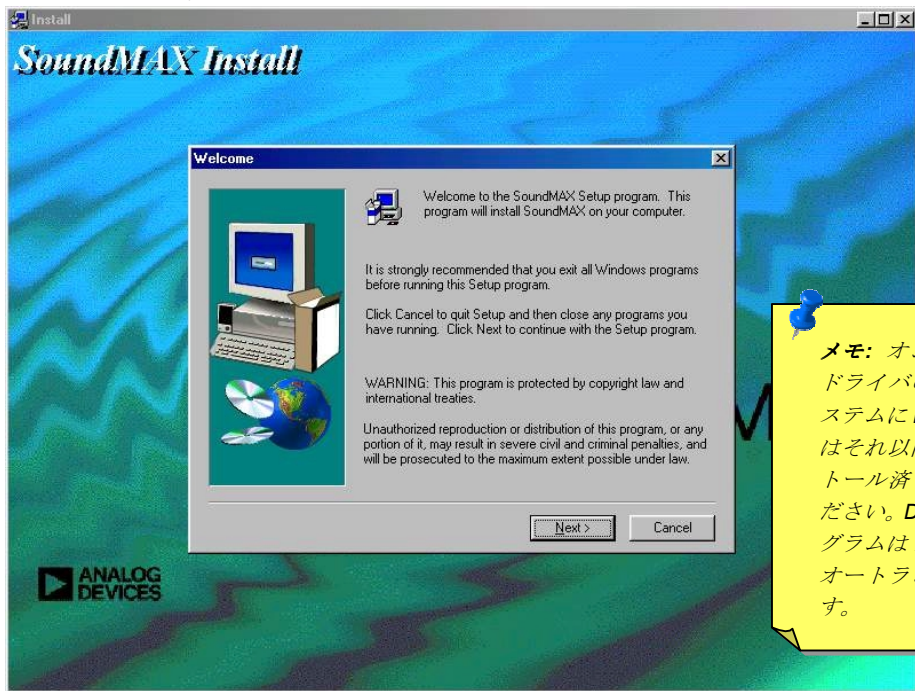 Install
SoundMAX Install
Welcome
Welcome to the SoundMAX Setup program. This
program will install SoundMAX on your computer.
It is strongly recommended that you exit all Windows programs
before running this Setup program.
Click Cancel to quit Setup and then close any programs you
have running. Click Next to continue with the Setup program.
WARNING: This program is protected by copyright law and
international treaties.
Unauthorized reproduction or distribution of this program, or any
portion of it, may result in severe civil and criminal penalties, and
will be prosecuted to the maximum extent possible under law.
Next >
Cancel
ANALOG
DEVICES
メモ: オ
ドライバ
ステムに
はそれ以
トール済
ださい。D
グラムは
オートラ
す。